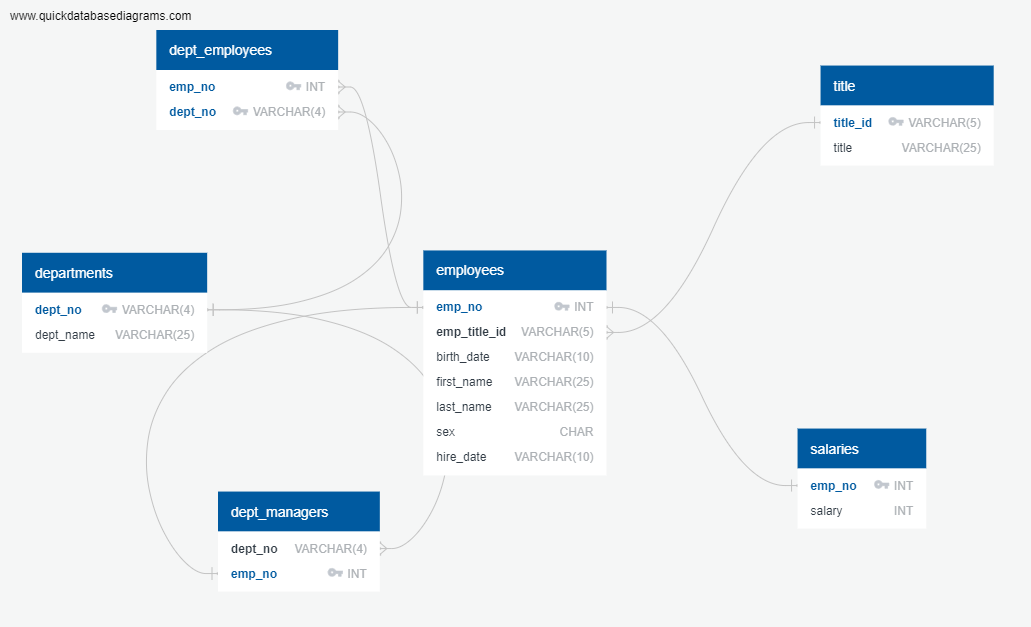 www.quickdatabasediagrams.com
dept_employees
emp_no INT
dept_no VARCHAR(4)
title
title_id VARCHAR(5)
title VARCHAR(25)
departments
dept_no VARCHAR(4)
dept_name VARCHAR(25)
employees
emp_no INT
emp_title_id VARCHAR(5)
birth_date VARCHAR(10)
first_name VARCHAR(25)
last_name VARCHAR(25)
sex CHAR
hire_date VARCHAR(10)
salaries
emp_no INT
salary INT
dept_managers
dept_no VARCHAR(4)
emp_no INT